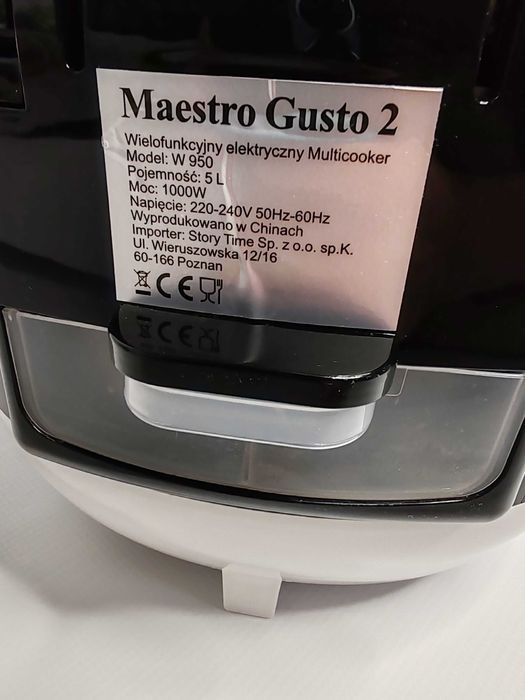 Maestro Gusto 2
Wielofunkcyjny elektryczny Multicooker
Model: W 950
Pojemność: 5 L
Moc: 1000W
Napięcie: 220-240V 50Hz-60Hz
Wyprodukowano w Chinach
Importer: Story Time Sp. z o.o. sp.K.
Ul. Wieruszowska 12/16
60-166 Poznan
CE